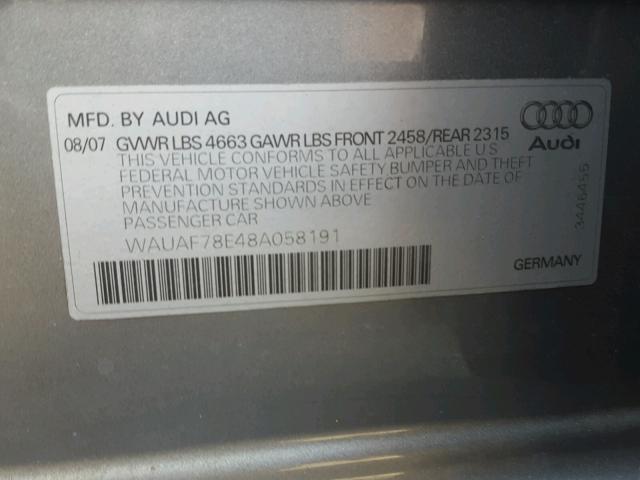 MFD. BY AUDI AG
08/07 GVWR LBS 4663 GAWR LBS FRONT 2458/REAR 2315
THIS VEHICLE CONFORMS TO ALL APPLICABLE U S
FEDERAL MOTOR VEHICLE SAFETY BUMPER AND THEFT
PREVENTION STANDARDS IN EFFECT ON THE DATE OF
MANUFACTURE SHOWN ABOVE
PASSENGER CAR
WAUAF78E48A058191
Audi
3446456
GERMANY